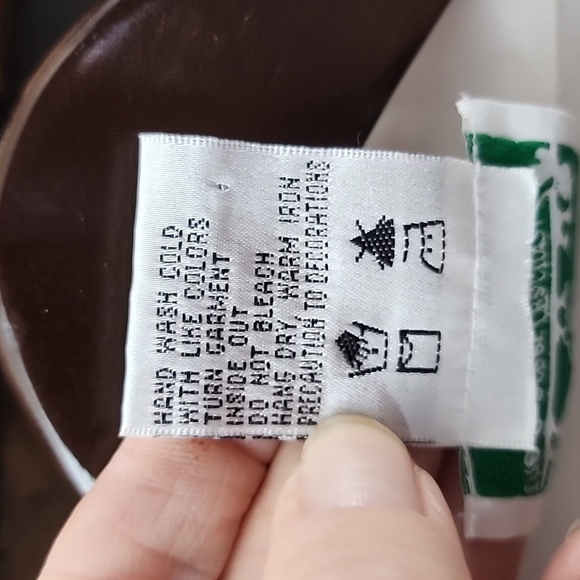 HAND WASH COLD
WITH LIKE COLORS
TURN GARMENT
INSIDE OUT
DO NOT BLEACH
HANG DRY, WARM IRON
PRECAUTION TO DECORATIONS